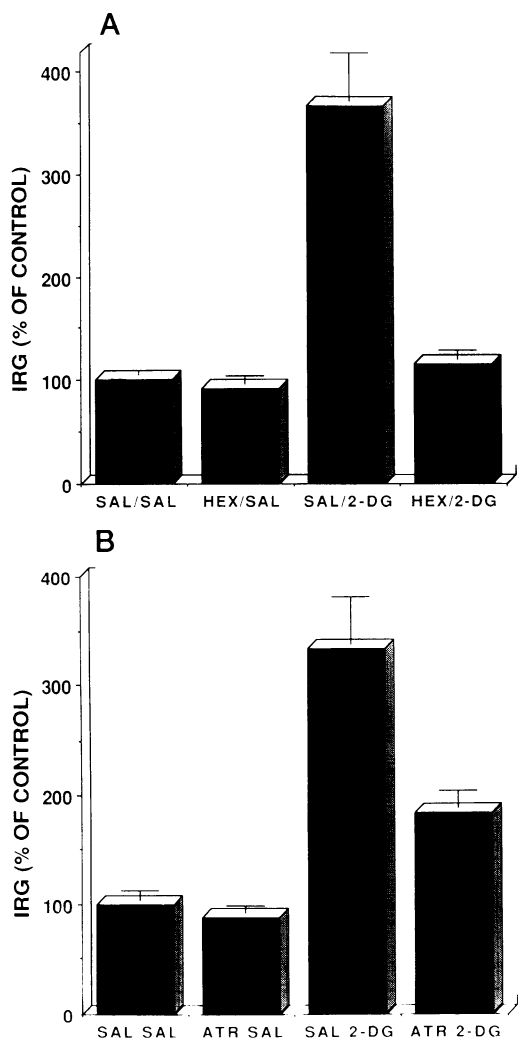 A
IRG (% OF CONTROL)
400
300
200
100
0
SAL/SAL HEX/SAL SAL/2-DG HEX/2-DG
B
IRG (% OF CONTROL)
400
300
200
100
0
SAL SAL ATR SAL SAL 2-DG ATR 2-DG